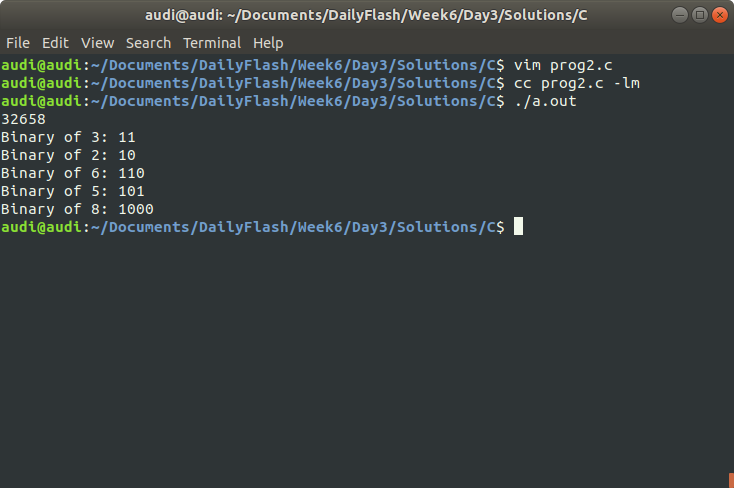 audi@audi: ~/Documents/DailyFlash/Week6/Day3/Solutions/C
File Edit View Search Terminal Help
audi@audi:~/Documents/DailyFlash/Week6/Day3/Solutions/C$ vim prog2.c
audi@audi:~/Documents/DailyFlash/Week6/Day3/Solutions/C$ cc prog2.c -lm
audi@audi:~/Documents/DailyFlash/Week6/Day3/Solutions/C$ ./a.out
32658
Binary of 3: 11
Binary of 2: 10
Binary of 6: 110
Binary of 5: 101
Binary of 8: 1000
audi@audi:~/Documents/DailyFlash/Week6/Day3/Solutions/C$